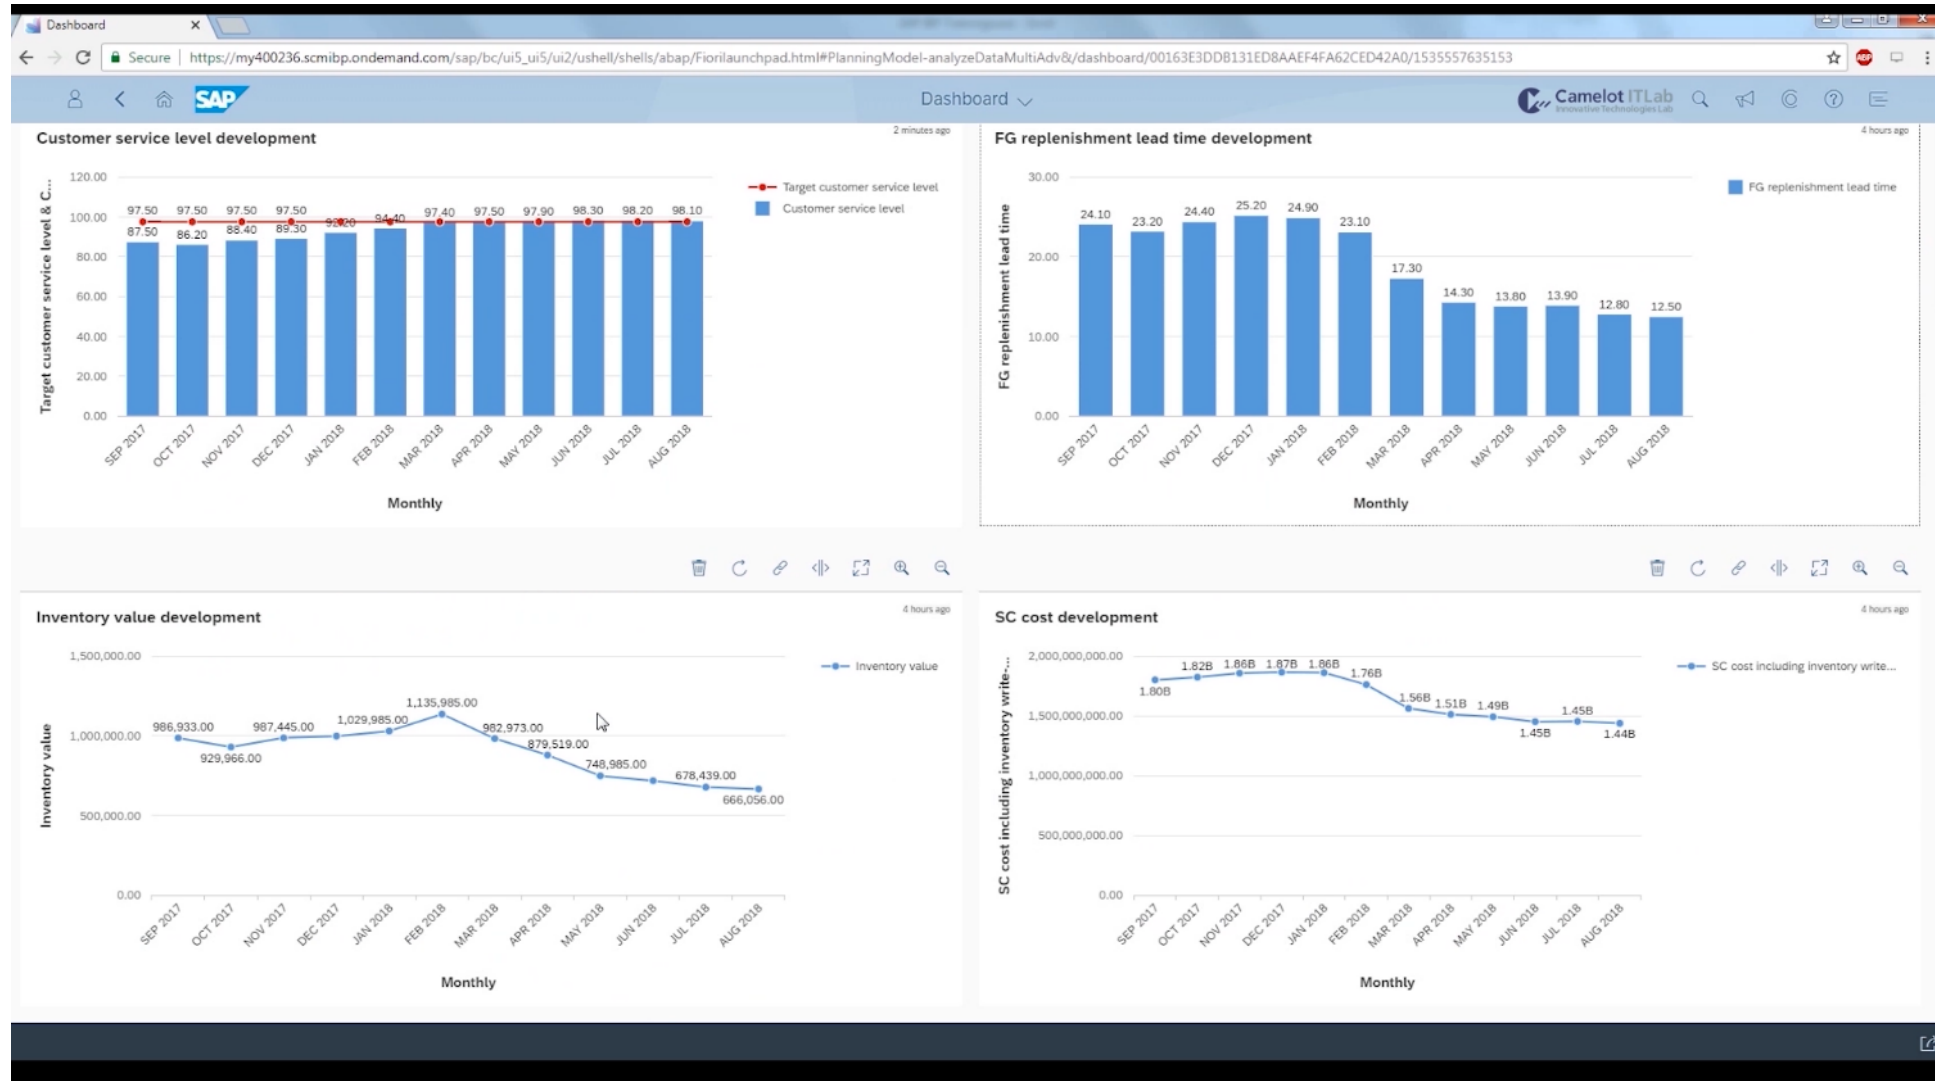 Dashboard
Secure
https://my400236.scmibp.ondemand.com/sap/bc/ui5_ui5/ui2/ushell/shells/abap/Fiorilaunchpad.html#PlanningModel-analyzeDataMultiAdv&/dashboard/00163E3DDB131ED8AAEF4FA62CED42A0/1535557635153
ABP
SAP
Dashboard
Camelot ITLab
Innovative Technologies Lab
Customer service level development
2 minutes ago
Target customer service level & C...
120.00
100.00
80.00
60.00
40.00
20.00
0.00
97.50 97.50 97.50 97.50
87.50 86.20 88.40 89.30 92.20 94.40 97.40 97.50 97.90 98.30 98.20 98.10
SEP 2017 OCT 2017 NOV 2017 DEC 2017 JAN 2018 FEB 2018 MAR 2018 APR 2018 MAY 2018 JUN 2018 JUL 2018 AUG 2018
Monthly
Target customer service level
Customer service level
FG replenishment lead time development
4 hours ago
FG replenishment lead time
30.00
20.00
10.00
0.00
24.10 23.20 24.40 25.20 24.90 23.10 17.30 14.30 13.80 13.90 12.80 12.50
SEP 2017 OCT 2017 NOV 2017 DEC 2017 JAN 2018 FEB 2018 MAR 2018 APR 2018 MAY 2018 JUN 2018 JUL 2018 AUG 2018
Monthly
FG replenishment lead time
Inventory value development
4 hours ago
Inventory value
1,500,000.00
1,000,000.00
500,000.00
0.00
986,933.00 929,966.00 987,445.00 1,029,985.00 1,135,985.00 982,973.00 879,519.00 748,985.00 678,439.00 666,056.00
SEP 2017 OCT 2017 NOV 2017 DEC 2017 JAN 2018 FEB 2018 MAR 2018 APR 2018 MAY 2018 JUN 2018 JUL 2018 AUG 2018
Monthly
Inventory value
SC cost development
4 hours ago
SC cost including inventory write-...
2,000,000,000.00
1,500,000,000.00
1,000,000,000.00
500,000,000.00
0.00
1.80B 1.82B 1.86B 1.87B 1.86B 1.76B 1.56B 1.51B 1.49B 1.45B 1.45B 1.44B
SEP 2017 OCT 2017 NOV 2017 DEC 2017 JAN 2018 FEB 2018 MAR 2018 APR 2018 MAY 2018 JUN 2018 JUL 2018 AUG 2018
Monthly
SC cost including inventory write...